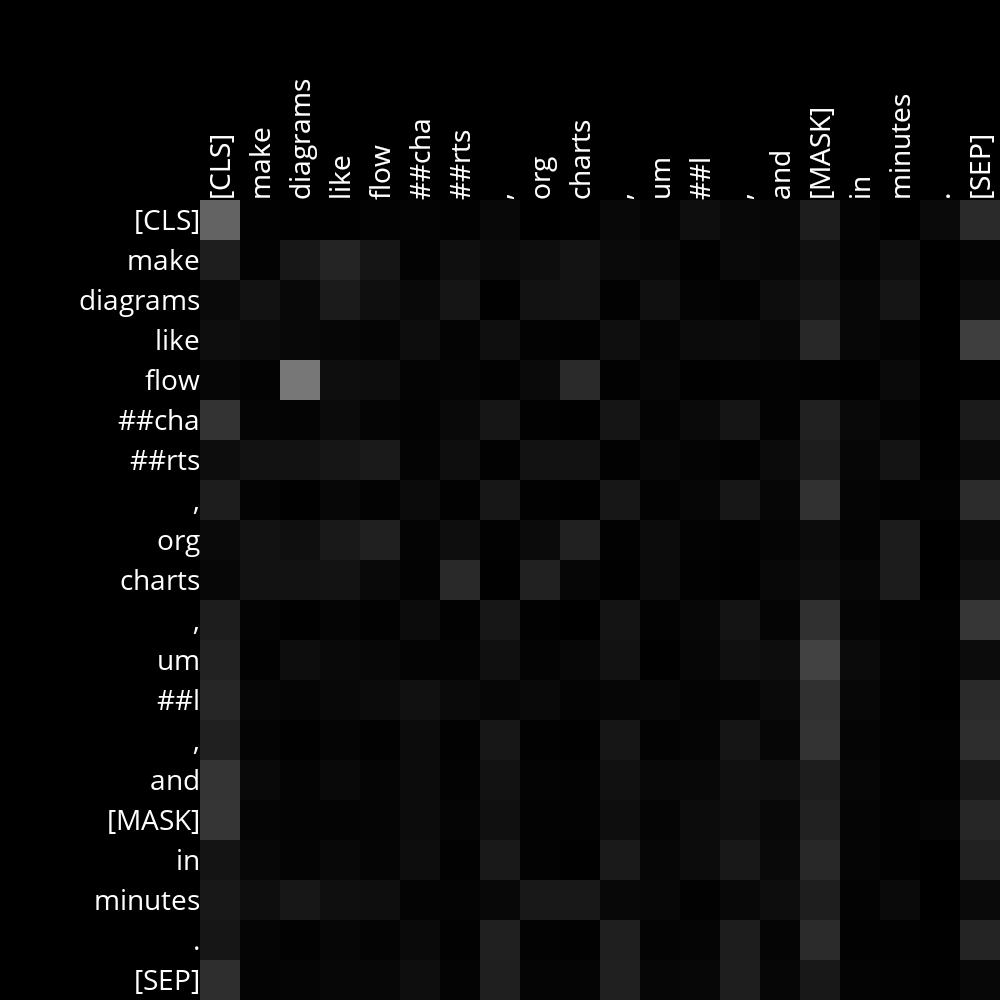 [CLS] make diagrams like flow ##cha ##rts , org charts , um ##l , and [MASK] in minutes . [SEP]
[CLS]
make
diagrams
like
flow
##cha
##rts
,
org
charts
,
um
##l
,
and
[MASK]
in
minutes
.
[SEP]